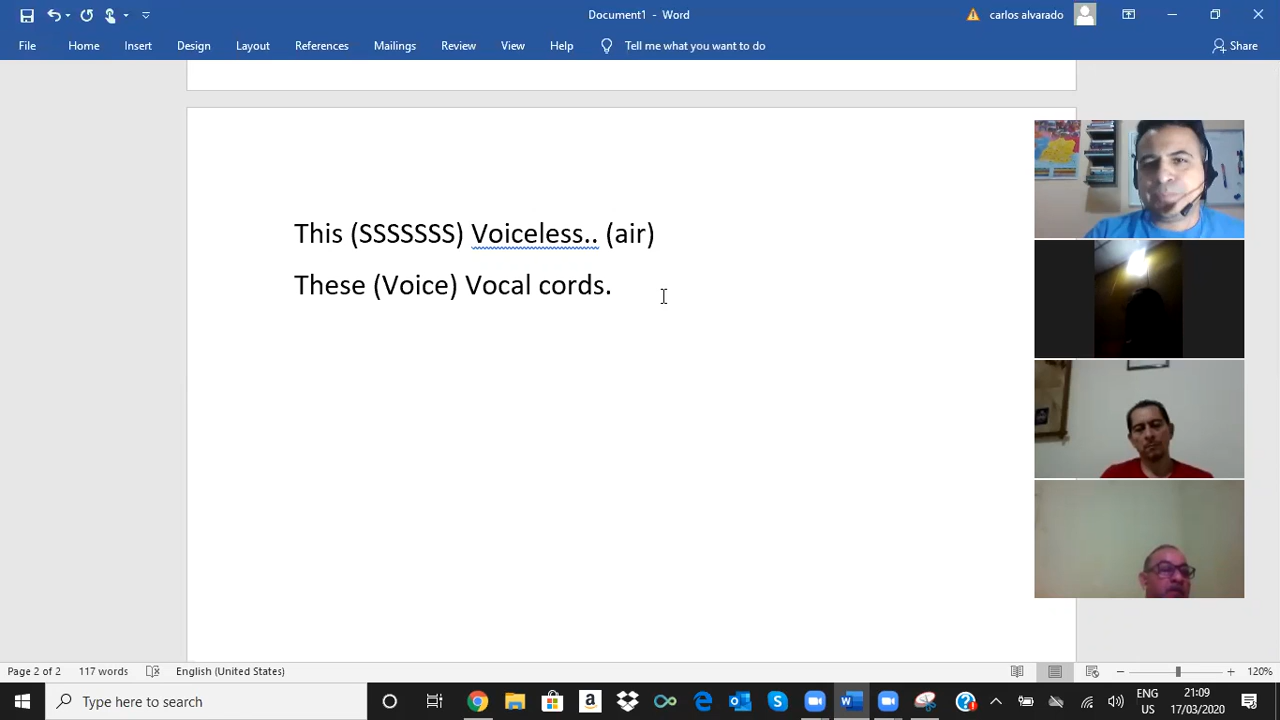 Document1 - Word
carlos alvarado
File Home Insert Design Layout References Mailings Review View Help Tell me what you want to do Share
This (SSSSSSS) Voiceless.. (air)
These (Voice) Vocal cords.
Page 2 of 2 117 words English (United States) 120%
Type here to search
ENG
US
21:09
17/03/2020